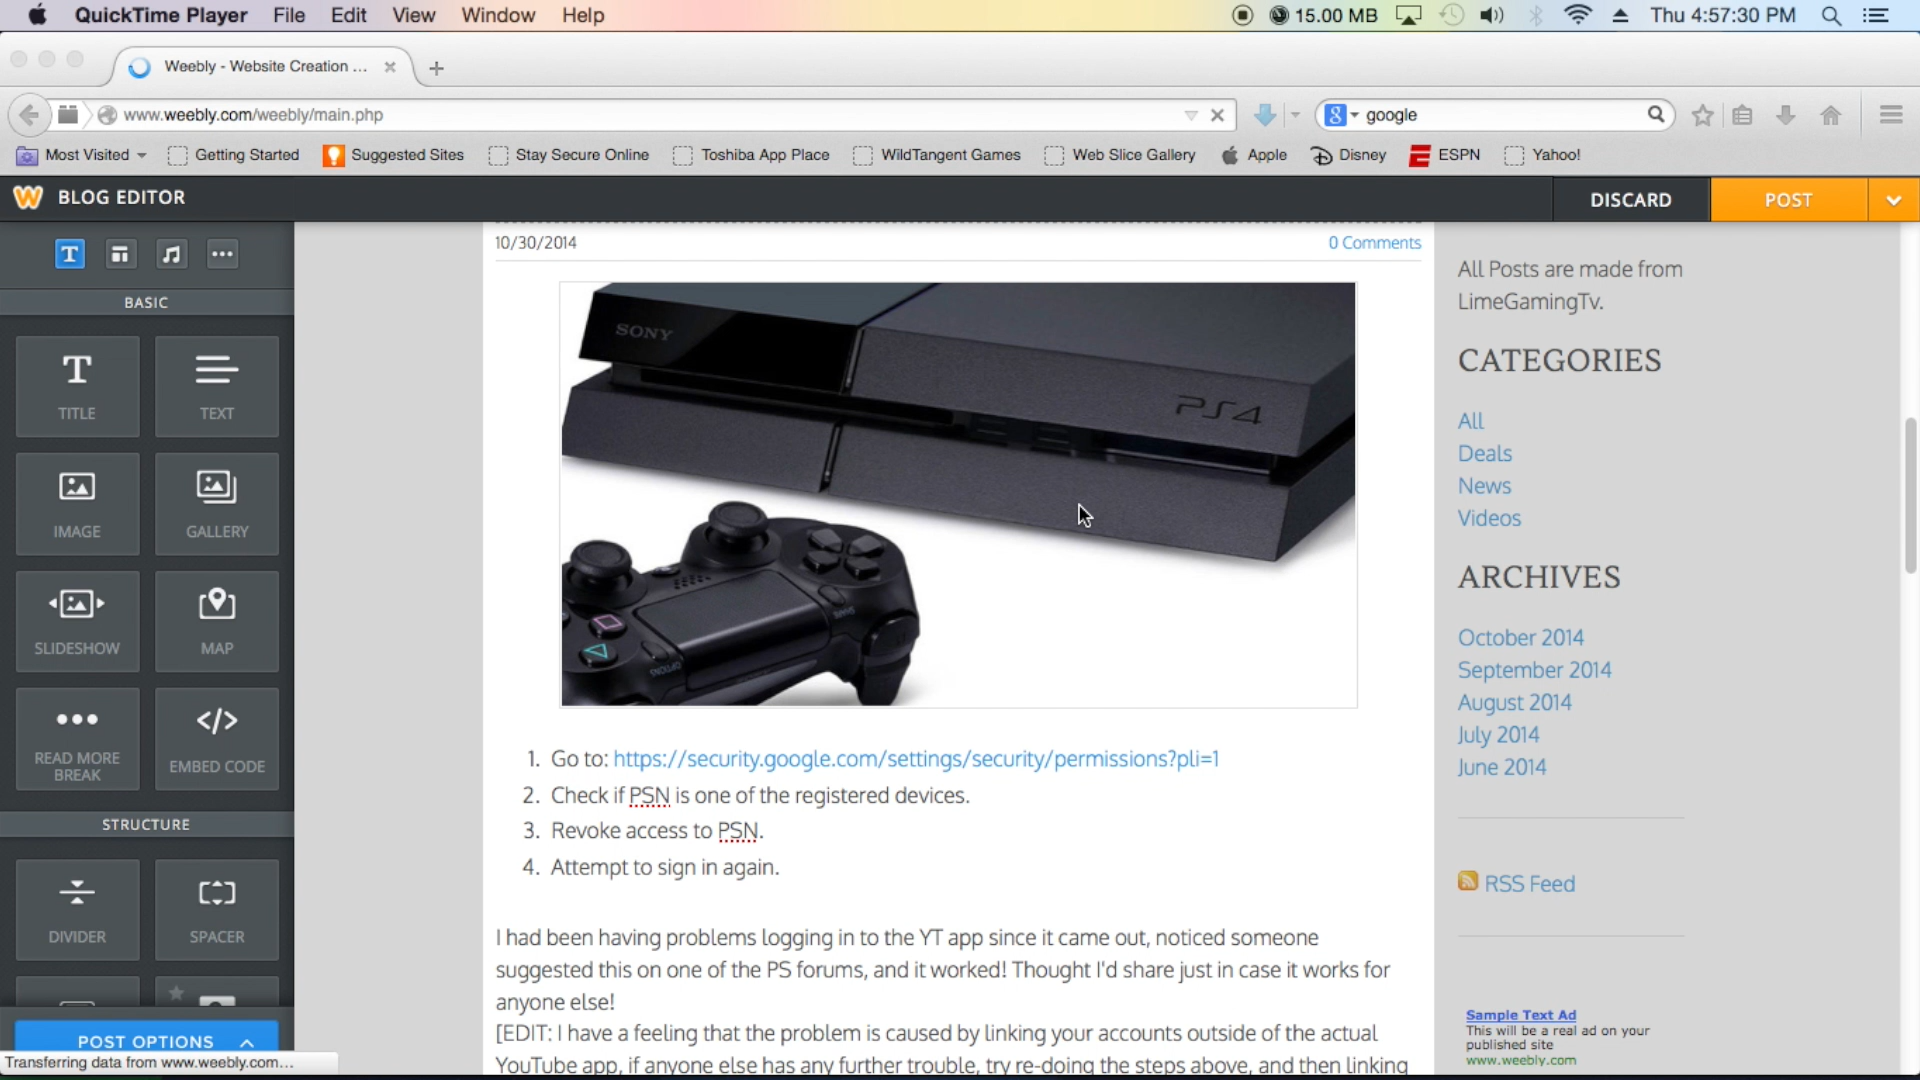 QuickTime Player File Edit View Window Help 15.00 MB Thu 4:57:30 PM
Weebly - Website Creation ...
www.weebly.com/weebly/main.php google
Most Visited Getting Started Suggested Sites Stay Secure Online Toshiba App Place WildTangent Games Web Slice Gallery Apple Disney ESPN Yahoo!
BLOG EDITOR DISCARD POST
BASIC
TITLE TEXT
IMAGE GALLERY
SLIDESHOW MAP
READ MORE
BREAK
EMBED CODE
STRUCTURE
DIVIDER SPACER
POST OPTIONS
Transferring data from www.weebly.com...
10/30/2014 0 Comments
SONY
PS4
SHARE
OPTIONS
1. Go to: https://security.google.com/settings/security/permissions?pli=1
2. Check if PSN is one of the registered devices.
3. Revoke access to PSN.
4. Attempt to sign in again.
I had been having problems logging in to the YT app since it came out, noticed someone
suggested this on one of the PS forums, and it worked! Thought I'd share just in case it works for
anyone else!
[EDIT: I have a feeling that the problem is caused by linking your accounts outside of the actual
YouTube app, if anyone else has any further trouble, try re-doing the steps above, and then linking
All Posts are made from
LimeGamingTv.
CATEGORIES
All
Deals
News
Videos
ARCHIVES
October 2014
September 2014
August 2014
July 2014
June 2014
RSS Feed
Sample Text Ad
This will be a real ad on your
published site
www.weebly.com